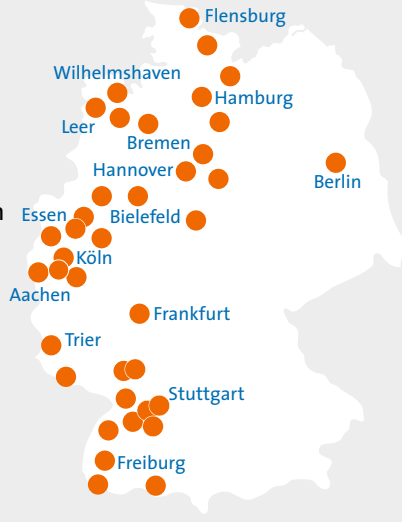 Flensburg
Wilhelmshaven
Hamburg
Leer
Bremen
Hannover
Berlin
n
Essen
Bielefeld
Köln
Aachen
Frankfurt
Trier
Stuttgart
Freiburg